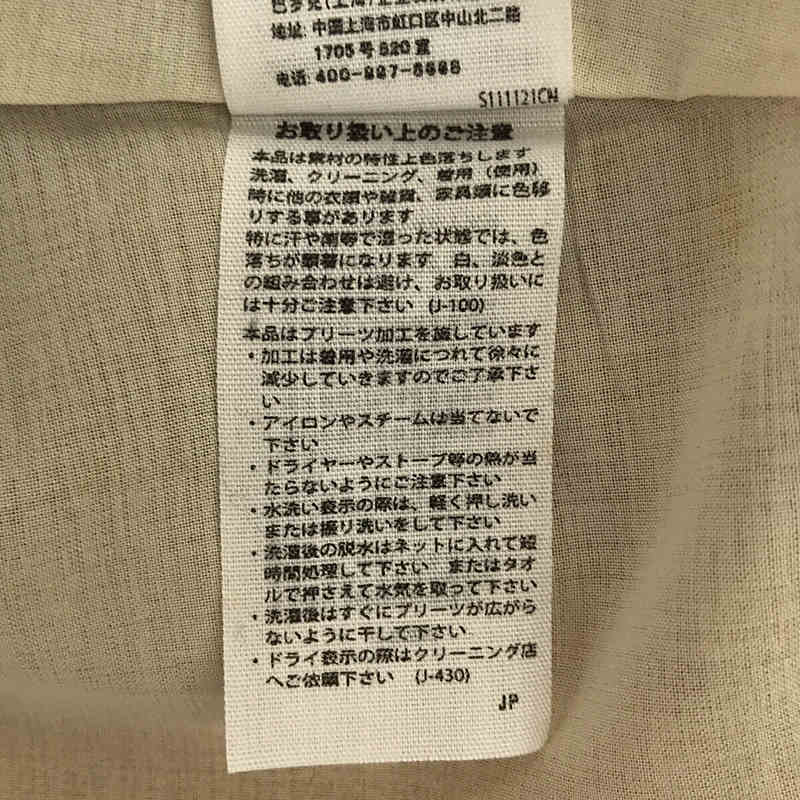 地址: 中国上海市虹口区中山北二路
1705号620室
电话: 400-887-6688
S111121CN
お取り扱い上のご注意
本品は素材の特性上色落ちします
洗濯、クリーニング、着用（使用）
時に他の衣類や雑貨、家具類に色移
りする事があります
特に汗や雨等で湿った状態では、色
落ちが顕著になります 白、淡色と
の組み合わせは避け、お取り扱いに
は十分ご注意下さい (J-100)
本品はプリーツ加工を施しています
・加工は着用や洗濯につれて徐々に
減少していきますのでご了承下さ
い
・アイロンやスチームは当てないで
下さい
・ドライヤーやストーブ等の熱が当
たらないようにご注意下さい
・水洗い表示の際は、軽く押し洗い
または振り洗いをして下さい
・洗濯後の脱水はネットに入れて短
時間処理して下さい またはタオ
ルで押さえて水気を取って下さい
・洗濯後はすぐにプリーツが広がら
ないように干して下さい
・ドライ表示の際はクリーニング店
へご依頼下さい (J-430)
JP